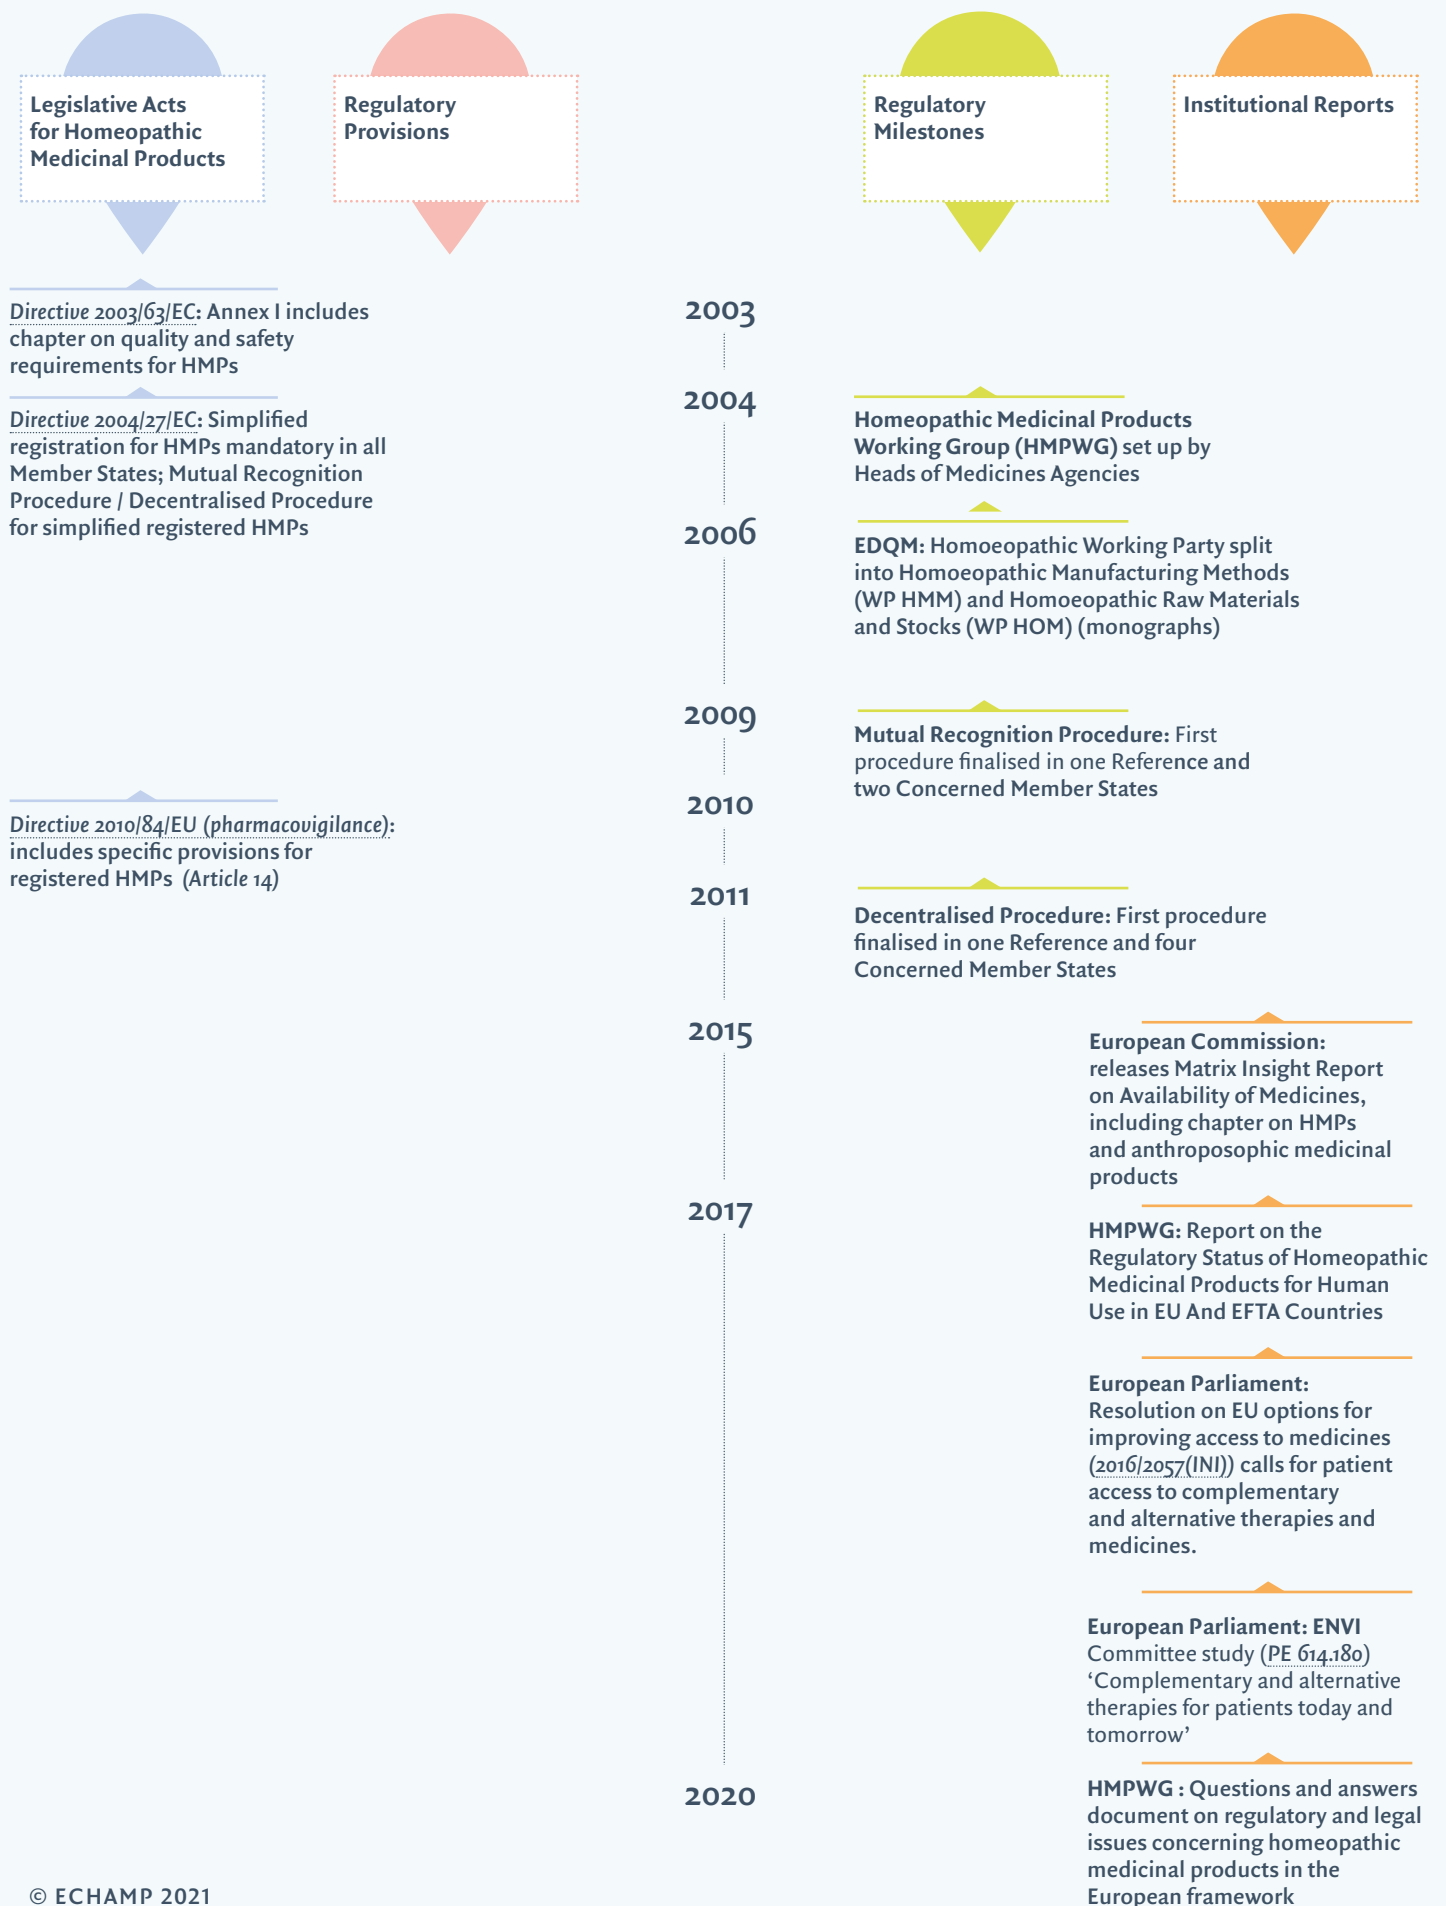 Legislative Acts
for Homeopathic
Medicinal Products
Regulatory
Provisions
Regulatory
Milestones
Institutional Reports
2003
Directive 2003/63/EC: Annex I includes
chapter on quality and safety
requirements for HMPs
2004
Directive 2004/27/EC: Simplified
registration for HMPs mandatory in all
Member States; Mutual Recognition
Procedure / Decentralised Procedure
for simplified registered HMPs
Homeopathic Medicinal Products
Working Group (HMPWG) set up by
Heads of Medicines Agencies
2006
EDQM: Homoeopathic Working Party split
into Homoeopathic Manufacturing Methods
(WP HMM) and Homoeopathic Raw Materials
and Stocks (WP HOM) (monographs)
2009
Mutual Recognition Procedure: First
procedure finalised in one Reference and
two Concerned Member States
2010
Directive 2010/84/EU (pharmacovigilance):
includes specific provisions for
registered HMPs (Article 14)
2011
Decentralised Procedure: First procedure
finalised in one Reference and four
Concerned Member States
2015
European Commission:
releases Matrix Insight Report
on Availability of Medicines,
including chapter on HMPs
and anthroposophic medicinal
products
2017
HMPWG: Report on the
Regulatory Status of Homeopathic
Medicinal Products for Human
Use in EU And EFTA Countries
European Parliament:
Resolution on EU options for
improving access to medicines
(2016/2057(INI)) calls for patient
access to complementary
and alternative therapies and
medicines.
European Parliament: ENVI
Committee study (PE 614.180)
‘Complementary and alternative
therapies for patients today and
tomorrow’
2020
HMPWG : Questions and answers
document on regulatory and legal
issues concerning homeopathic
medicinal products in the
European framework
© ECHAMP 2021